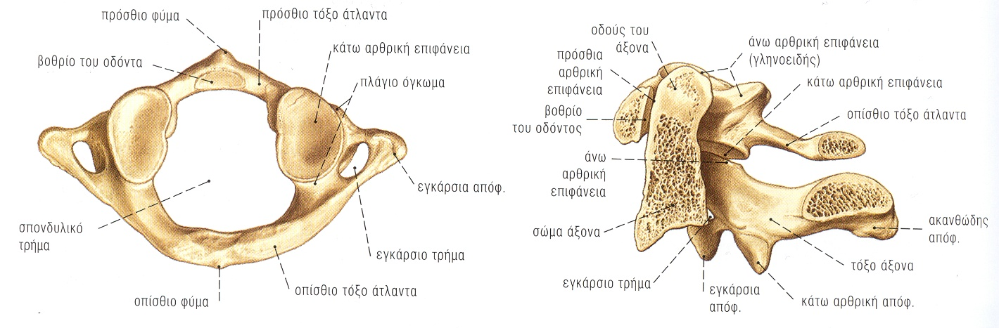 πρόσθιο φύμα
πρόσθιο τόξο άτλαντα
κάτω αρθρική επιφάνεια
βοθρίο του οδόντα
πλάγιο όγκωμα
εγκάρσια απόφ.
σπονδυλικό
τρήμα
εγκάρσιο τρήμα
οπίσθιο τόξο άτλαντα
οπίσθιο φύμα
οδούς του
άξονα
άνω αρθρική επιφάνεια
(γληνοειδής)
πρόσθια
αρθρική
επιφάνεια
κάτω αρθρική επιφάνεια
βοθρίο
του οδόντος
οπίσθιο τόξο άτλαντα
άνω
αρθρική
επιφάνεια
σώμα άξονα
ακανθώδης
απόφ.
τόξο άξονα
εγκάρσιο τρήμα
εγκάρσια
απόφ.
κάτω αρθρική απόφ.